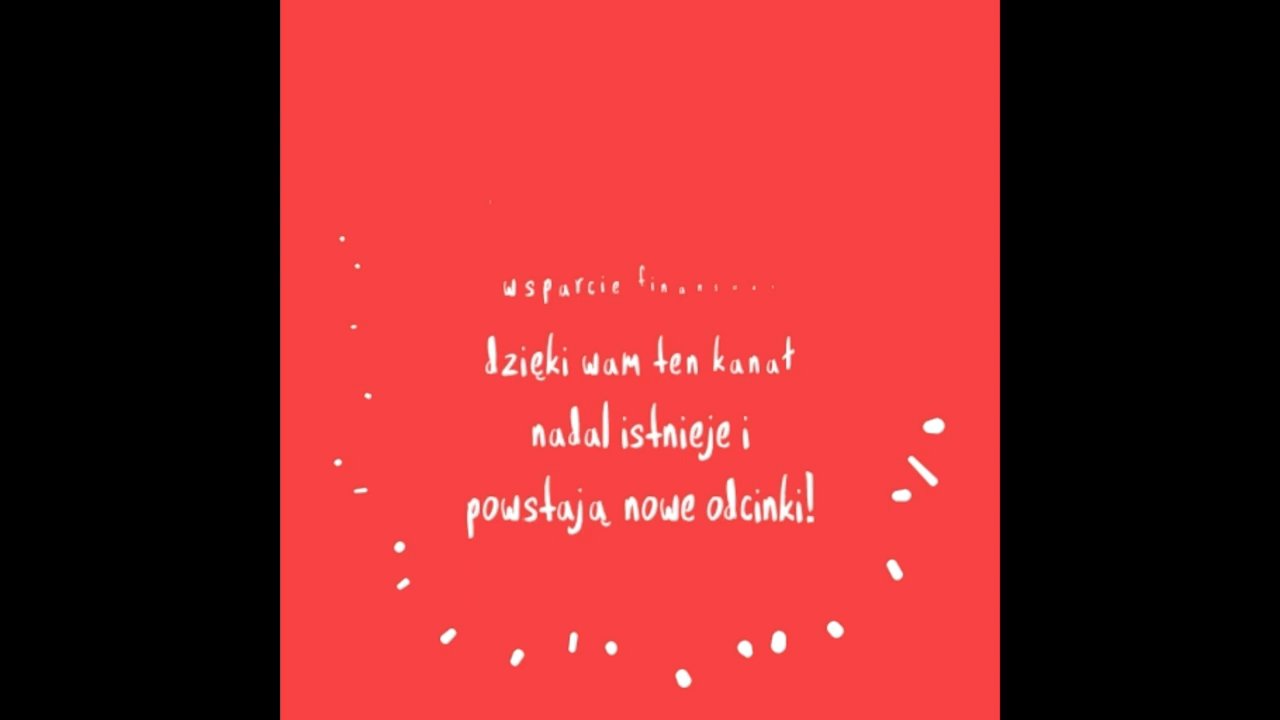 wsparcie
dzięki wam ten kanał
nadal istnieje i
powstają nowe odcinki!